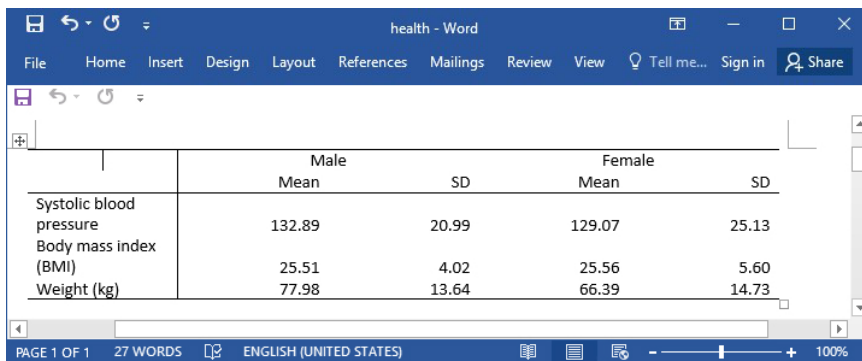 health - Word
File Home Insert Design Layout References Mailings Review View Tell me... Sign in Share
Male Female
Mean SD Mean SD
Systolic blood
pressure 132.89 20.99 129.07 25.13
Body mass index
(BMI) 25.51 4.02 25.56 5.60
Weight (kg) 77.98 13.64 66.39 14.73
PAGE 1 OF 1 27 WORDS ENGLISH (UNITED STATES) 100%